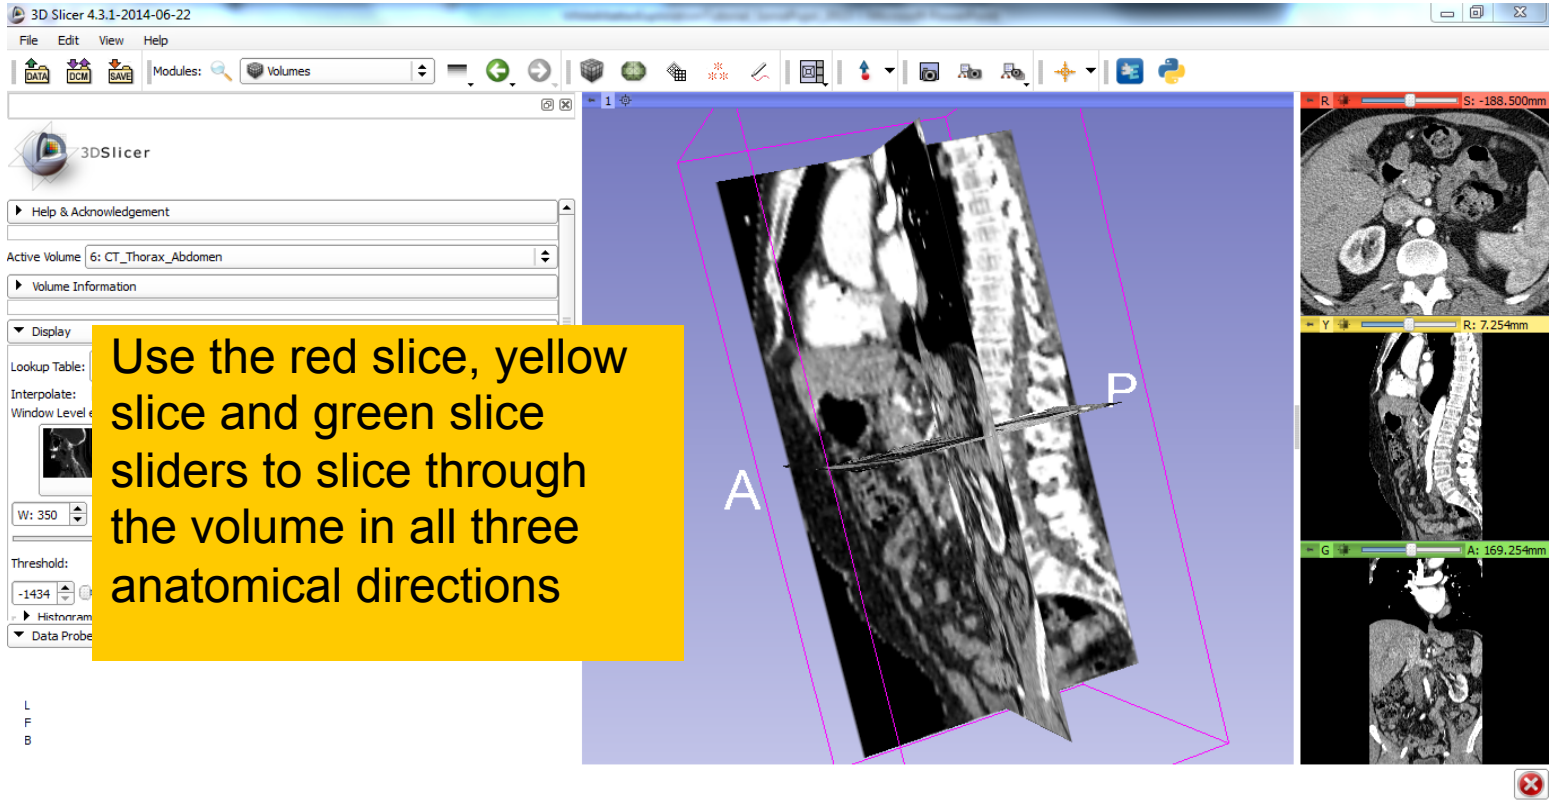 3D Slicer 4.3.1-2014-06-22
File Edit View Help
DATA DCM SAVE Modules: Volumes
1
R S: -188.500mm
3DSlicer
Help & Acknowledgement
Active Volume 6: CT_Thorax_Abdomen
Volume Information
Display
Y R: 7.254mm
Lookup Table:
Interpolate:
Window Level e
Use the red slice, yellow
slice and green slice
sliders to slice through
the volume in all three
anatomical directions
P
A
W: 350
G A: 169.254mm
Threshold:
-1434
Histogram
Data Probe
L
F
B